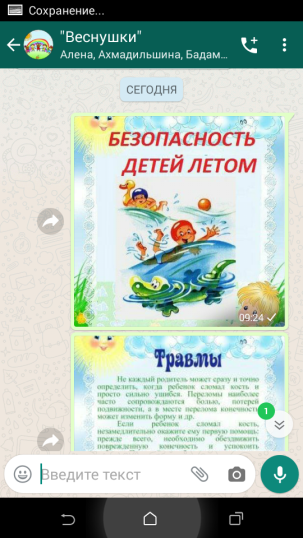 Сохранение...
"Веснушки"
Алена, Ахмадильшина, Бадам...
СЕГОДНЯ
БЕЗОПАСНОСТЬ
ДЕТЕЙ ЛЕТОМ
09:24
Травмы
Не каждый родитель может сразу и точно
определить, когда ребенок сломал кость и
просто сильно ушибся. Переломы наиболее
часто сопровождаются болью, потерей
подвижности, а в месте перелома конечность
может изменить форму и др.
Если ребенок сломал кость,
незамедлительно окажите ему первую помощь:
прежде всего, необходимо обездвижить
поврежденную конечность и успокоить
1
Введите текст